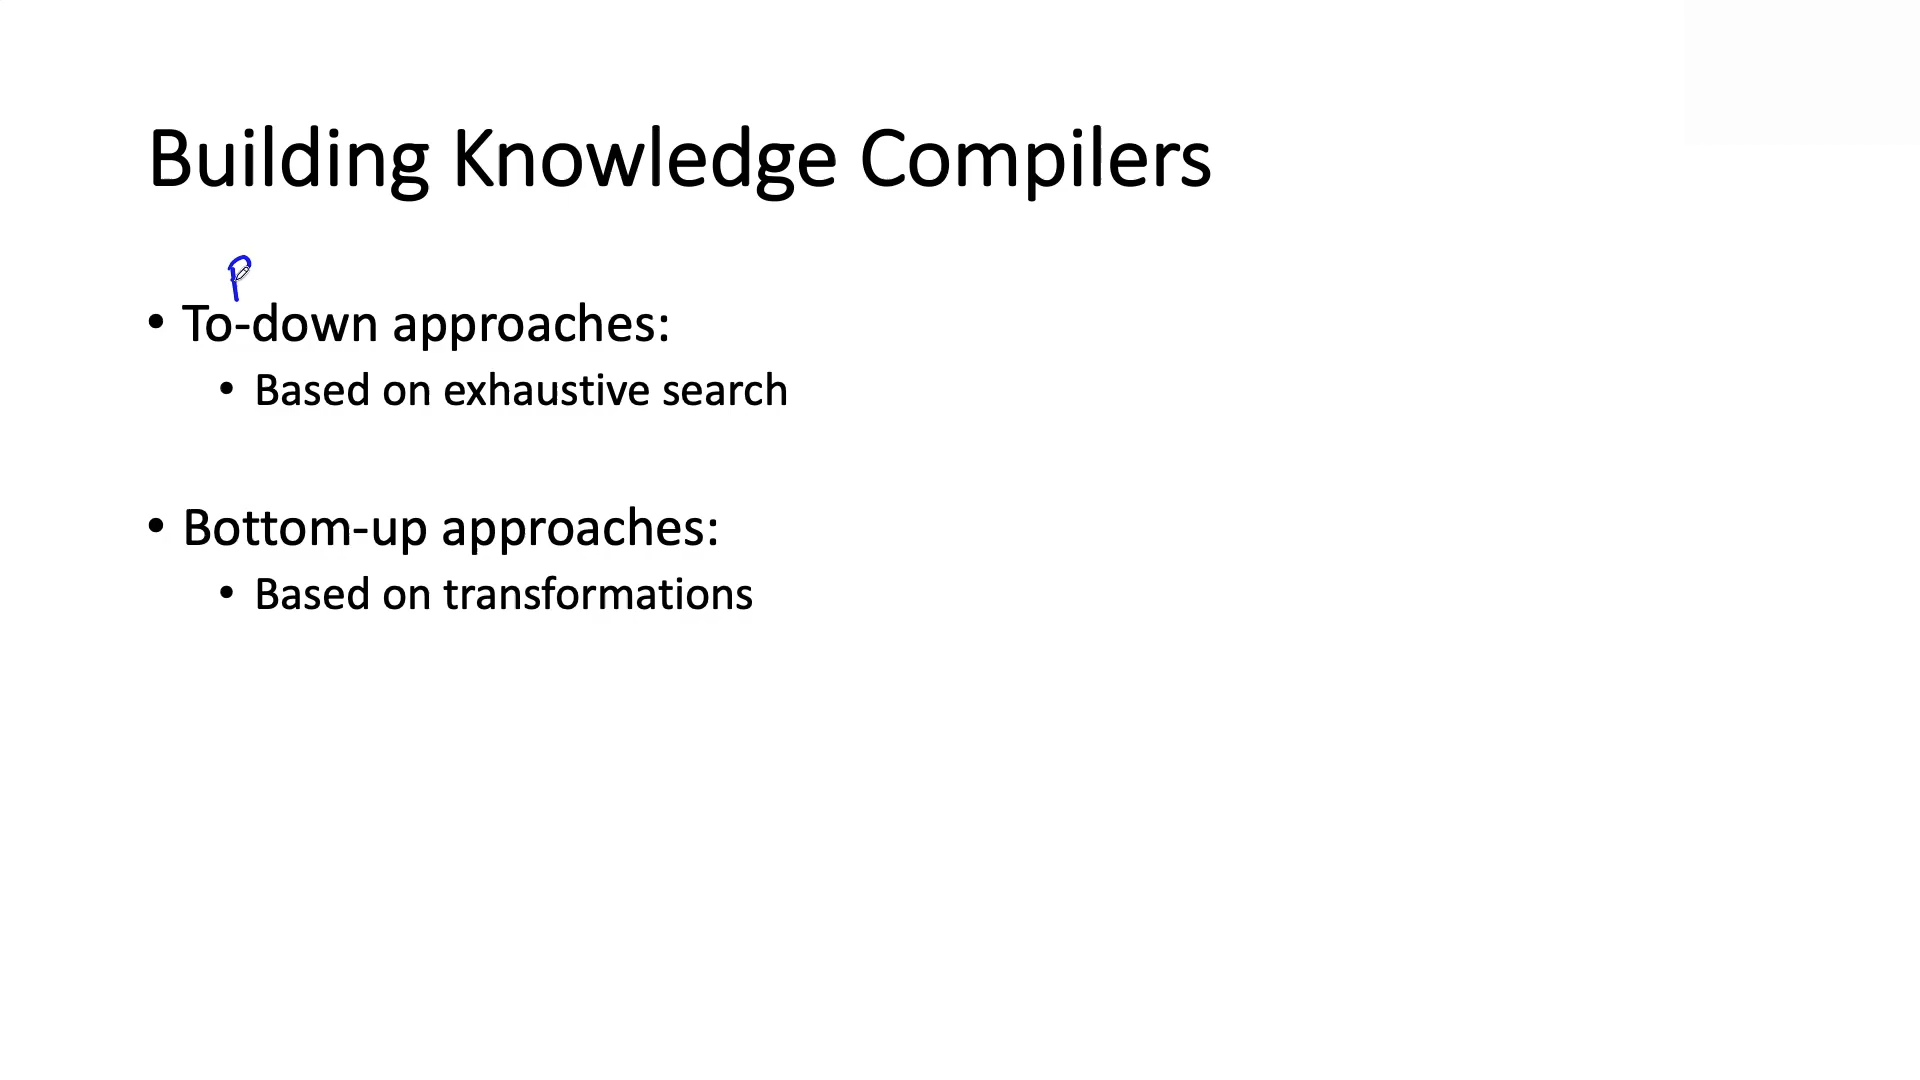 Building Knowledge Compilers
P
• To-down approaches:
• Based on exhaustive search
• Bottom-up approaches:
• Based on transformations